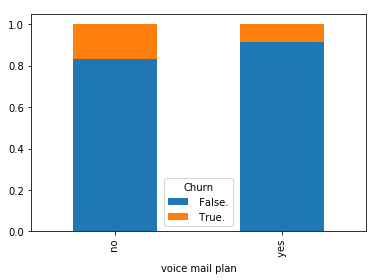 1.0
0.8
0.6
0.4
0.2
0.0
Churn
False.
True.
no
yes
voice mail plan